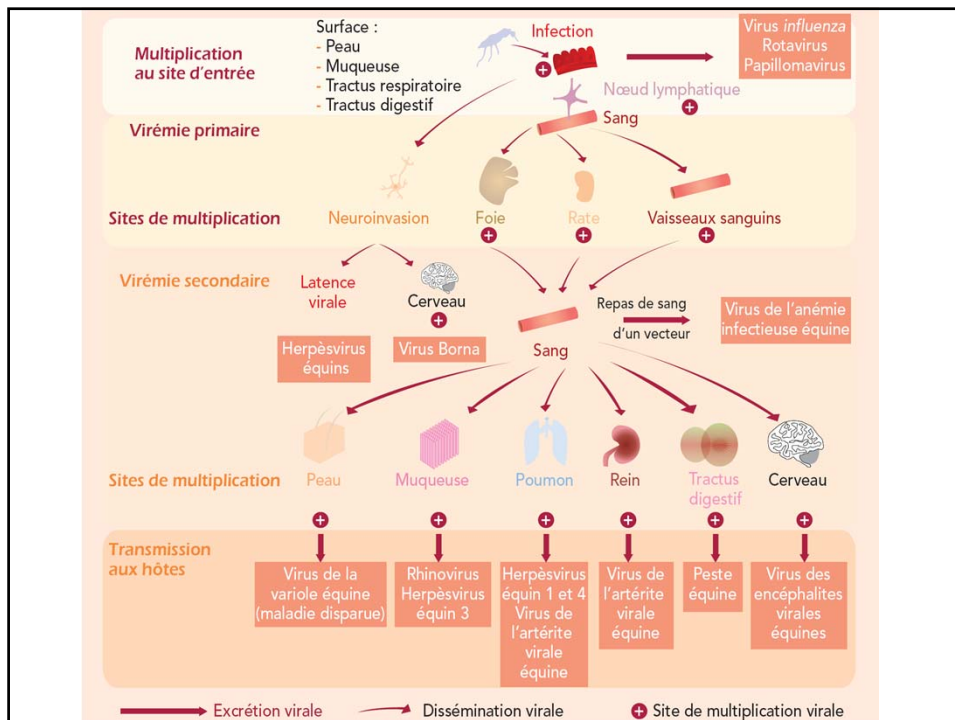 Multiplication
au site d'entrée
Surface :
- Peau
- Muqueuse
- Tractus respiratoire
- Tractus digestif
Infection
Virus influenza
Rotavirus
Papillomavirus
Nœud lymphatique
Sang
Virémie primaire
Sites de multiplication
Neuroinvasion
Foie
Rate
Vaisseaux sanguins
Virémie secondaire
Latence
virale
Cerveau
Herpèsvirus
équins
Virus Borna
Sang
Repas de sang
d'un vecteur
Virus de l'anémie
infectieuse équine
Sites de multiplication
Peau
Muqueuse
Poumon
Rein
Tractus
digestif
Cerveau
Transmission
aux hôtes
Virus de la
variole équine
(maladie disparue)
Rhinovirus
Herpèsvirus
équin 3
Herpèsvirus
équin 1 et 4
Virus de
l'artérite
virale
équine
Virus de
l'artérite
virale
équine
Peste
équine
Virus des
encéphalites
virales
équines
Excrétion virale
Dissémination virale
Site de multiplication virale